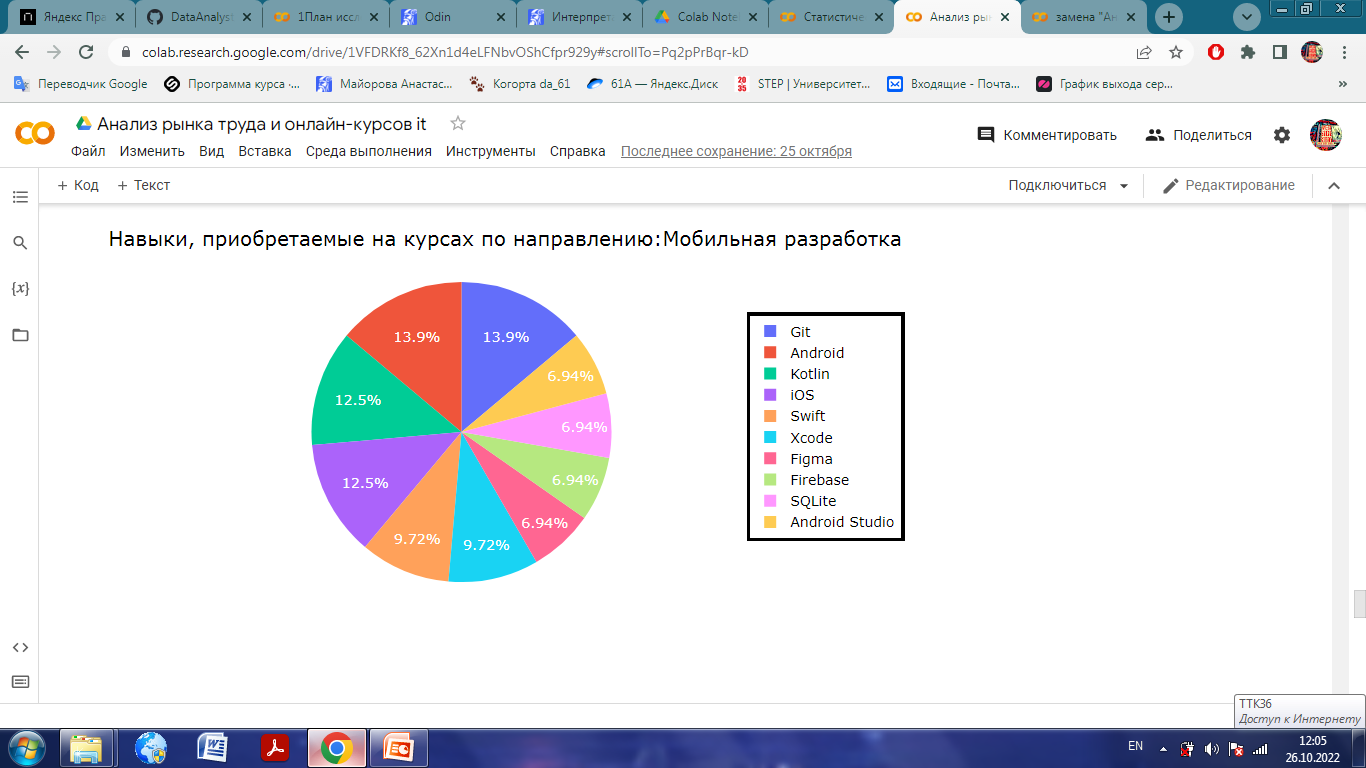 Яндекс Пра
DataAnalyst
1План иссл
Odin
Интерпрет
Colab Note
Статистиче
Анализ ры
замена "Ан
colab.research.google.com/drive/1VFDRKf8_62Xn1d4eLFNbvOShCfpr929y#scrollTo=Pq2pPrBqr-kD
Переводчик Google
Программа курса ·...
Майорова Анастас...
Когорта da_61
61А — Яндекс.Диск
STEP | Университет...
Входящие - Почта...
График выхода сер...
»
Анализ рынка труда и онлайн-курсов it
Комментировать
Поделиться
Файл Изменить Вид Вставка Среда выполнения Инструменты Справка Последнее сохранение: 25 октября
+ Код + Текст
Подключиться
Редактирование
{x}
Навыки, приобретаемые на курсах по направлению:Мобильная разработка
13.9%
13.9%
6.94%
12.5%
6.94%
12.5%
6.94%
6.94%
9.72%
9.72%
Git
Android
Kotlin
iOS
Swift
Xcode
Figma
Firebase
SQLite
Android Studio
ТТК36
Доступ к Интернету
EN
12:05
26.10.2022